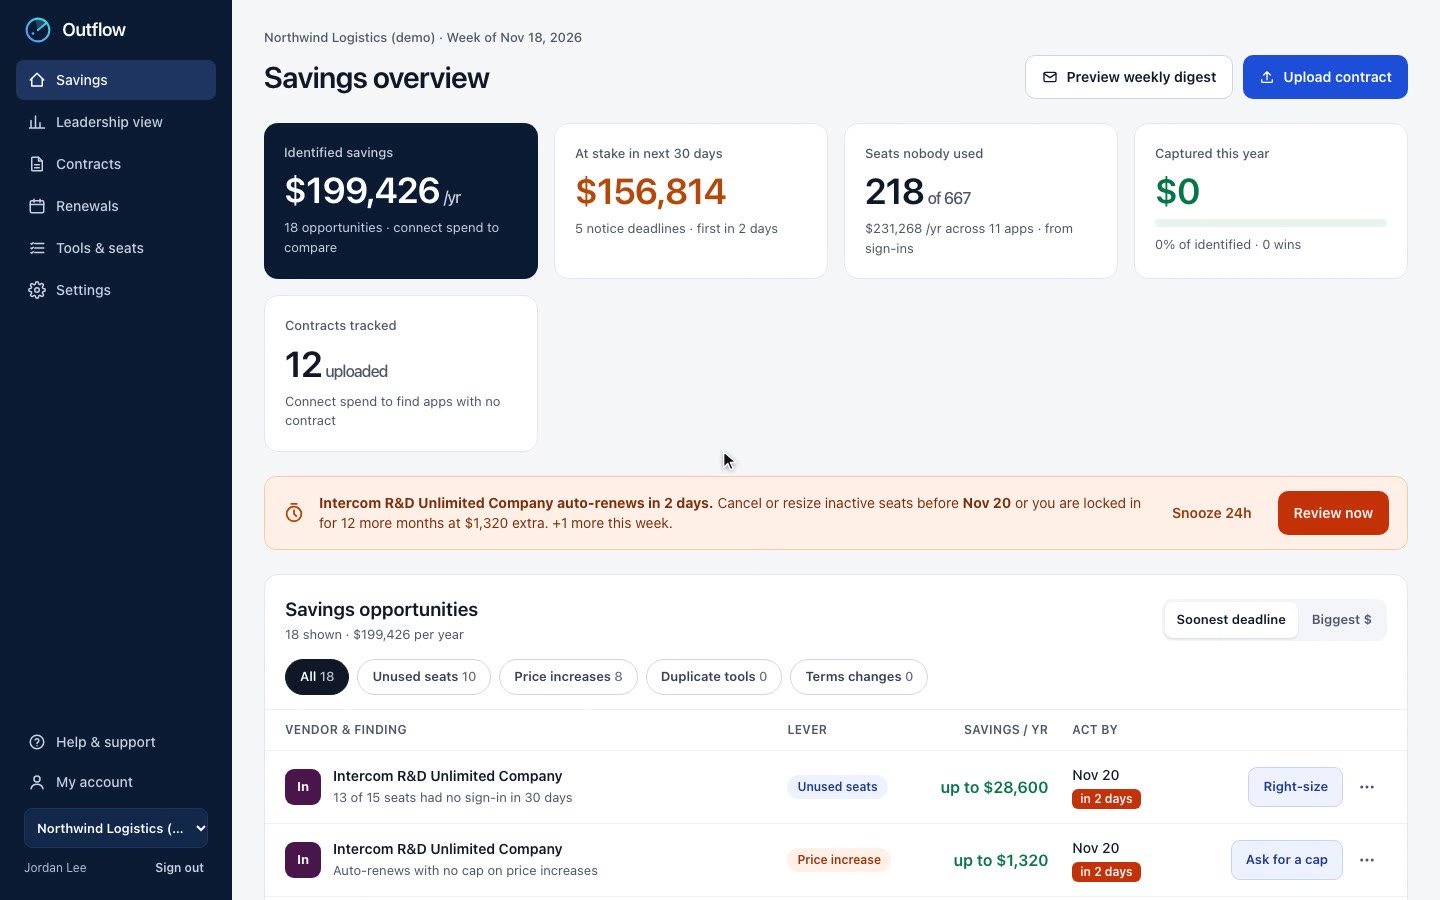 Outflow
Savings
Leadership view
Contracts
Renewals
Tools & seats
Settings
Help & support
My account
Northwind Logistics (...
Jordan Lee
Sign out
Northwind Logistics (demo) · Week of Nov 18, 2026
Savings overview
Preview weekly digest
Upload contract
Identified savings
$199,426 /yr
18 opportunities · connect spend to
compare
At stake in next 30 days
$156,814
5 notice deadlines · first in 2 days
Seats nobody used
218 of 667
$231,268 /yr across 11 apps · from
sign-ins
Captured this year
$0
0% of identified · 0 wins
Contracts tracked
12 uploaded
Connect spend to find apps with no
contract
Intercom R&D Unlimited Company auto-renews in 2 days. Cancel or resize inactive seats before Nov 20 or you are locked in
for 12 more months at $1,320 extra. +1 more this week.
Snooze 24h
Review now
Savings opportunities
18 shown · $199,426 per year
Soonest deadline
Biggest $
All 18
Unused seats 10
Price increases 8
Duplicate tools 0
Terms changes 0
VENDOR & FINDING
LEVER
SAVINGS / YR
ACT BY
In
Intercom R&D Unlimited Company
13 of 15 seats had no sign-in in 30 days
Unused seats
up to $28,600
Nov 20
in 2 days
Right-size
In
Intercom R&D Unlimited Company
Auto-renews with no cap on price increases
Price increase
up to $1,320
Nov 20
in 2 days
Ask for a cap